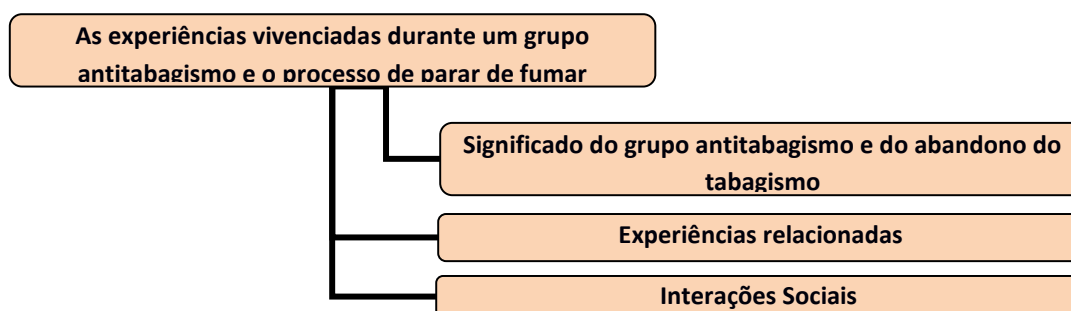 As experiências vivenciadas durante um grupo
antitabagismo e o processo de parar de fumar
Significado do grupo antitabagismo e do abandono do
tabagismo
Experiências relacionadas
Interações Sociais